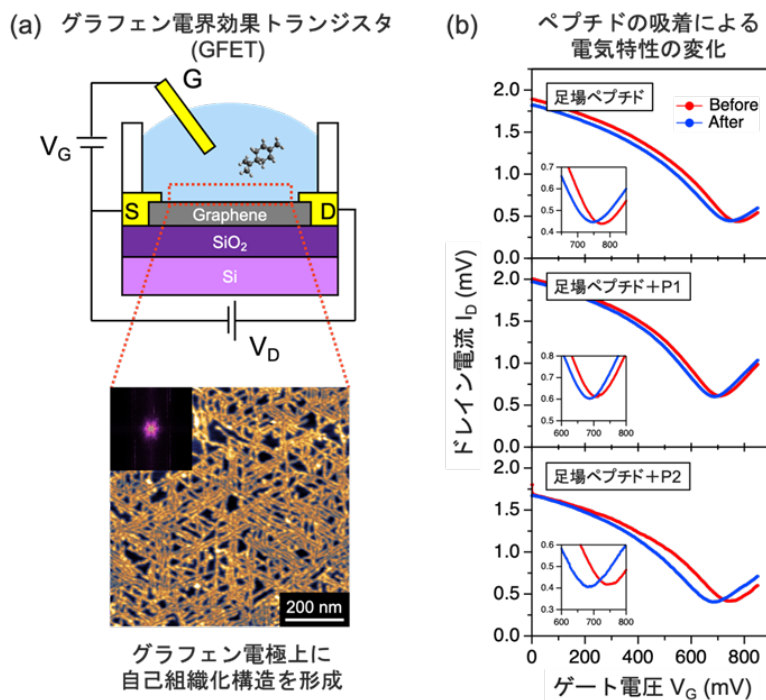 (a) グラフェン電界効果トランジスタ
(GFET)
G
VG
S
Graphene
D
SiO₂
Si
VD
200 nm
グラフェン電極上に
自己組織化構造を形成
(b) ペプチドの吸着による
電気特性の変化
ドレイン電流 ID (mV)
2.0
足場ペプチド
Before
After
1.5
1.0
0.7
0.6
0.5
0.4
700
800
0.5
0.0
2.0
足場ペプチド+P1
1.5
1.0
0.8
0.7
0.6
0.5
600
700
800
0.5
0.0
2.0
足場ペプチド+P2
1.5
1.0
0.6
0.5
0.4
0.3
600
700
800
0.5
0.0
0
200
400
600
800
ゲート電圧 VG (mV)